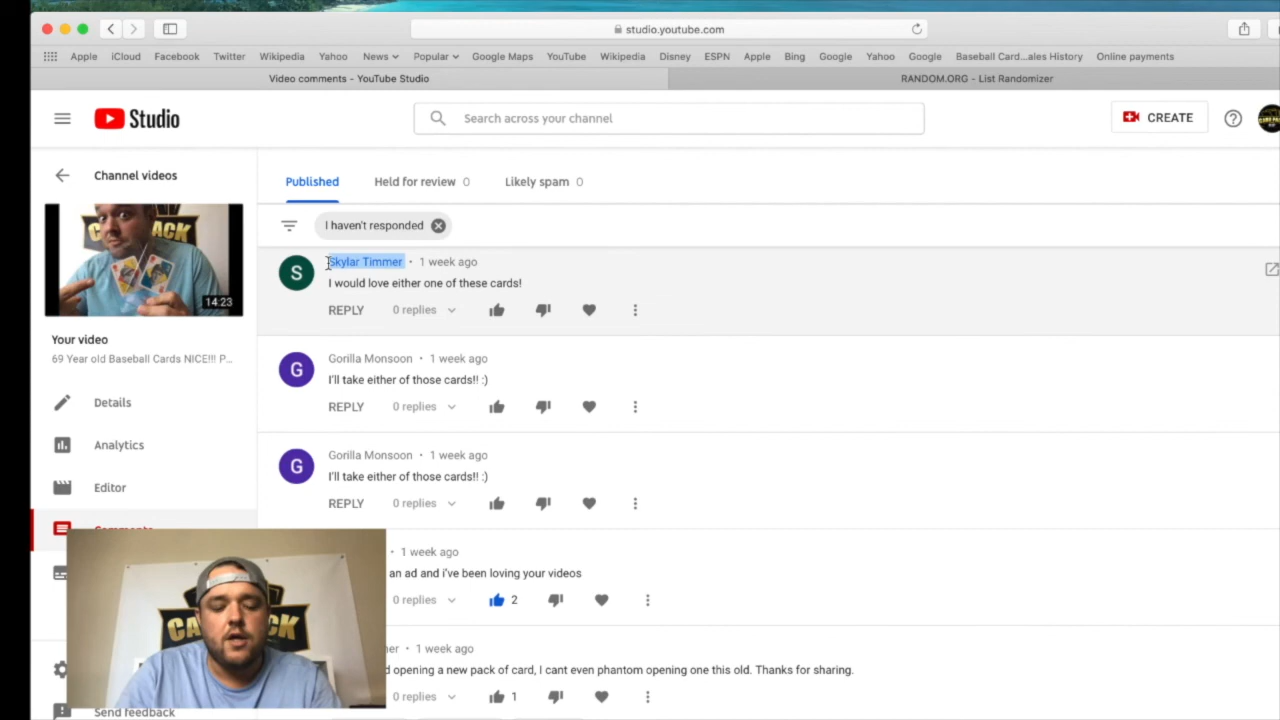 studio.youtube.com
Apple iCloud Facebook Twitter Wikipedia Yahoo News Popular Google Maps YouTube Wikipedia Disney ESPN Apple Bing Google Yahoo Google Baseball Card...ales History Online payments
Video comments - YouTube Studio
RANDOM.ORG - List Randomizer
Studio
Search across your channel
CREATE
Channel videos
14:23
Your video
69 Year old Baseball Cards NICE!!! P...
Details
Analytics
Editor
Comments
Send feedback
Published
Held for review 0
Likely spam 0
I haven't responded
S
Skylar Timmer • 1 week ago
I would love either one of these cards!
REPLY 0 replies
G
Gorilla Monsoon • 1 week ago
I'll take either of those cards!! :)
REPLY 0 replies
G
Gorilla Monsoon • 1 week ago
I'll take either of those cards!! :)
REPLY 0 replies
• 1 week ago
an ad and i've been loving your videos
0 replies 2
• 1 week ago
opening a new pack of card, I cant even phantom opening one this old. Thanks for sharing.
0 replies 1